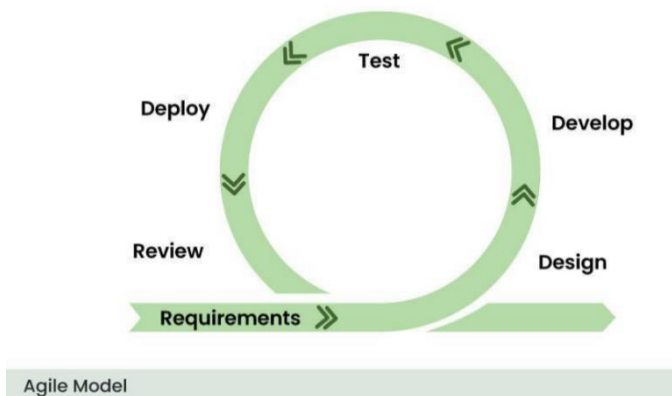 Test
Deploy
Develop
Review
Design
Requirements
Agile Model